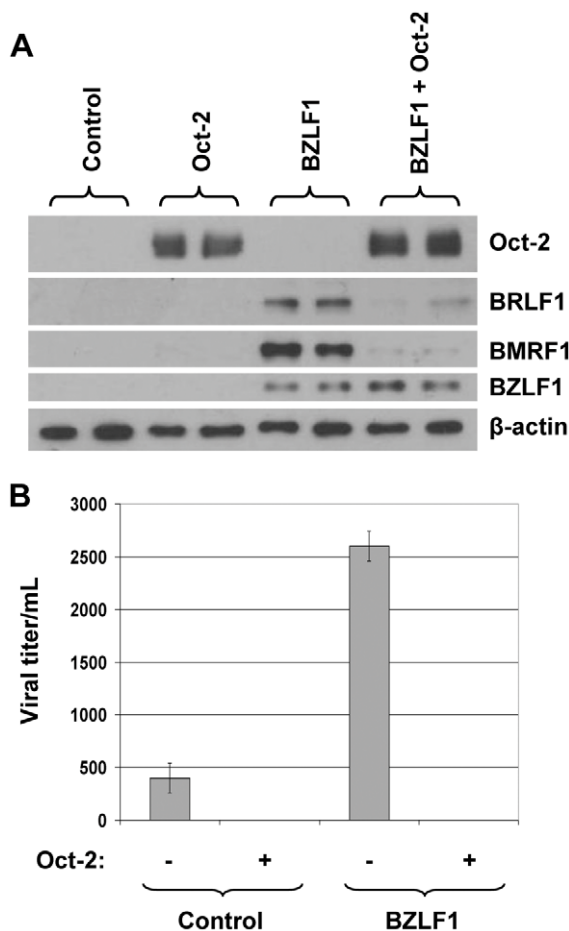 A
Control
Oct-2
BZLF1
BZLF1 + Oct-2
Oct-2
BRLF1
BMRF1
BZLF1
β-actin
B
Viral titer/mL
3000
2500
2000
1500
1000
500
0
Oct-2: - + - +
Control BZLF1